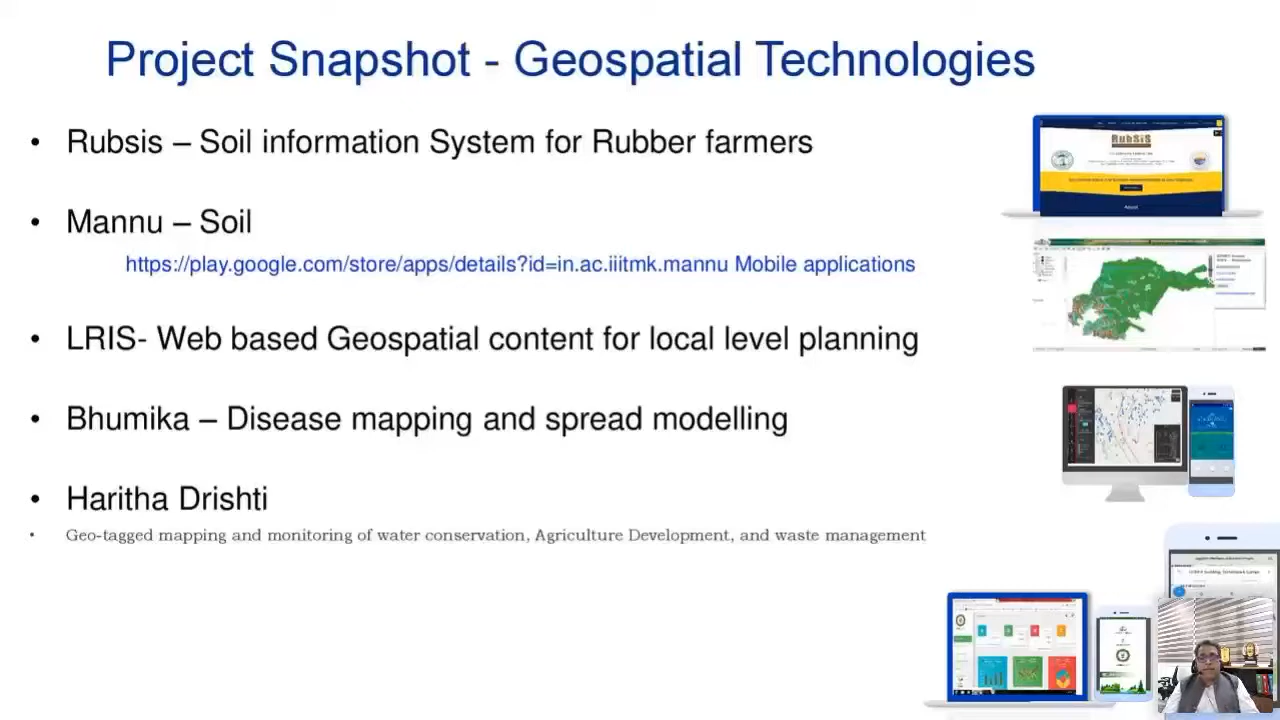 Project Snapshot - Geospatial Technologies
• Rubsis – Soil information System for Rubber farmers
• Mannu – Soil
https://play.google.com/store/apps/details?id=in.ac.iiitmk.mannu Mobile applications
• LRIS- Web based Geospatial content for local level planning
• Bhumika – Disease mapping and spread modelling
• Haritha Drishti
• Geo-tagged mapping and monitoring of water conservation, Agriculture Development, and waste management
RubSiS
About